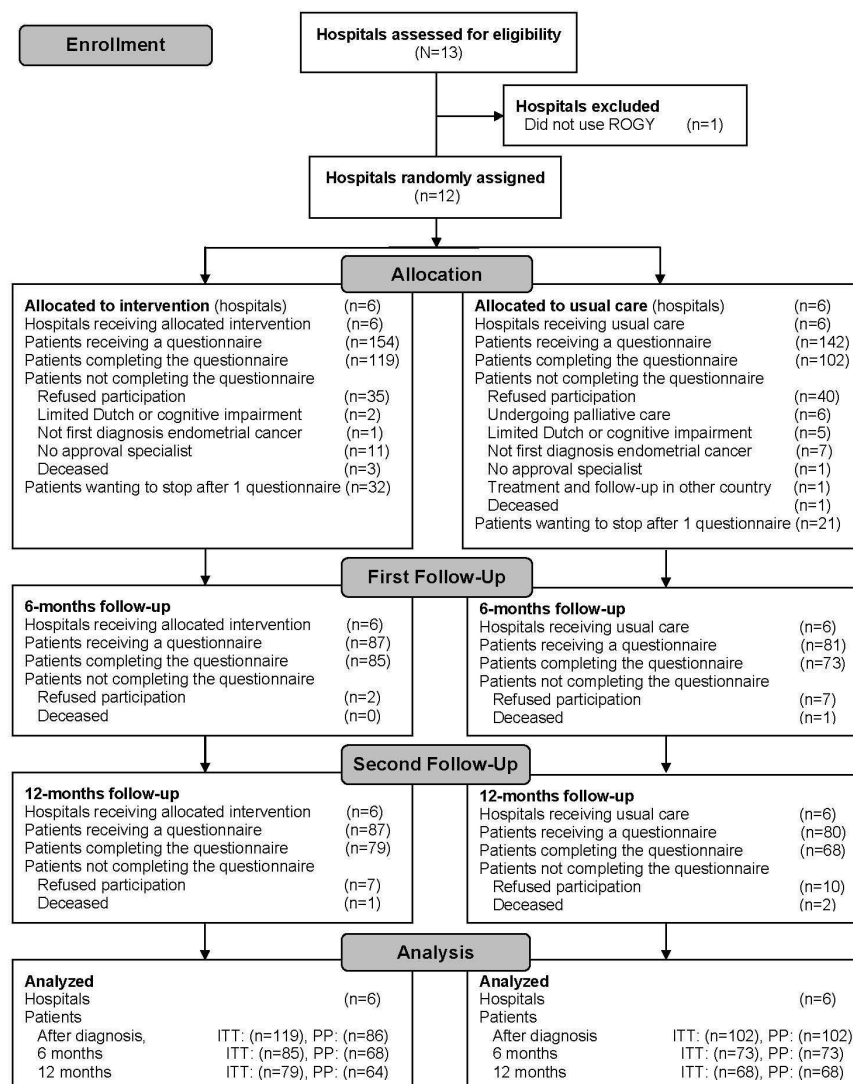 Enrollment
Hospitals assessed for eligibility
(N=13)
Hospitals excluded
Did not use ROGY (n=1)
Hospitals randomly assigned
(n=12)
Allocation
Allocated to intervention (hospitals) (n=6)
Hospitals receiving allocated intervention (n=6)
Patients receiving a questionnaire (n=154)
Patients completing the questionnaire (n=119)
Patients not completing the questionnaire
Refused participation (n=35)
Limited Dutch or cognitive impairment (n=2)
Not first diagnosis endometrial cancer (n=1)
No approval specialist (n=11)
Deceased (n=3)
Patients wanting to stop after 1 questionnaire (n=32)
Allocated to usual care (hospitals) (n=6)
Hospitals receiving usual care (n=6)
Patients receiving a questionnaire (n=142)
Patients completing the questionnaire (n=102)
Patients not completing the questionnaire
Refused participation (n=40)
Undergoing palliative care (n=6)
Limited Dutch or cognitive impairment (n=5)
Not first diagnosis endometrial cancer (n=7)
No approval specialist (n=1)
Treatment and follow-up in other country (n=1)
Deceased (n=1)
Patients wanting to stop after 1 questionnaire (n=21)
First Follow-Up
6-months follow-up
Hospitals receiving allocated intervention (n=6)
Patients receiving a questionnaire (n=87)
Patients completing the questionnaire (n=85)
Patients not completing the questionnaire
Refused participation (n=2)
Deceased (n=0)
6-months follow-up
Hospitals receiving usual care (n=6)
Patients receiving a questionnaire (n=81)
Patients completing the questionnaire (n=73)
Patients not completing the questionnaire
Refused participation (n=7)
Deceased (n=1)
Second Follow-Up
12-months follow-up
Hospitals receiving allocated intervention (n=6)
Patients receiving a questionnaire (n=87)
Patients completing the questionnaire (n=79)
Patients not completing the questionnaire
Refused participation (n=7)
Deceased (n=1)
12-months follow-up
Hospitals receiving usual care (n=6)
Patients receiving a questionnaire (n=80)
Patients completing the questionnaire (n=68)
Patients not completing the questionnaire
Refused participation (n=10)
Deceased (n=2)
Analysis
Analyzed
Hospitals (n=6)
Patients
After diagnosis, ITT: (n=119), PP: (n=86)
6 months ITT: (n=85), PP: (n=68)
12 months ITT: (n=79), PP: (n=64)
Analyzed
Hospitals (n=6)
Patients
After diagnosis ITT: (n=102), PP: (n=102)
6 months ITT: (n=73), PP: (n=73)
12 months ITT: (n=68), PP: (n=68)